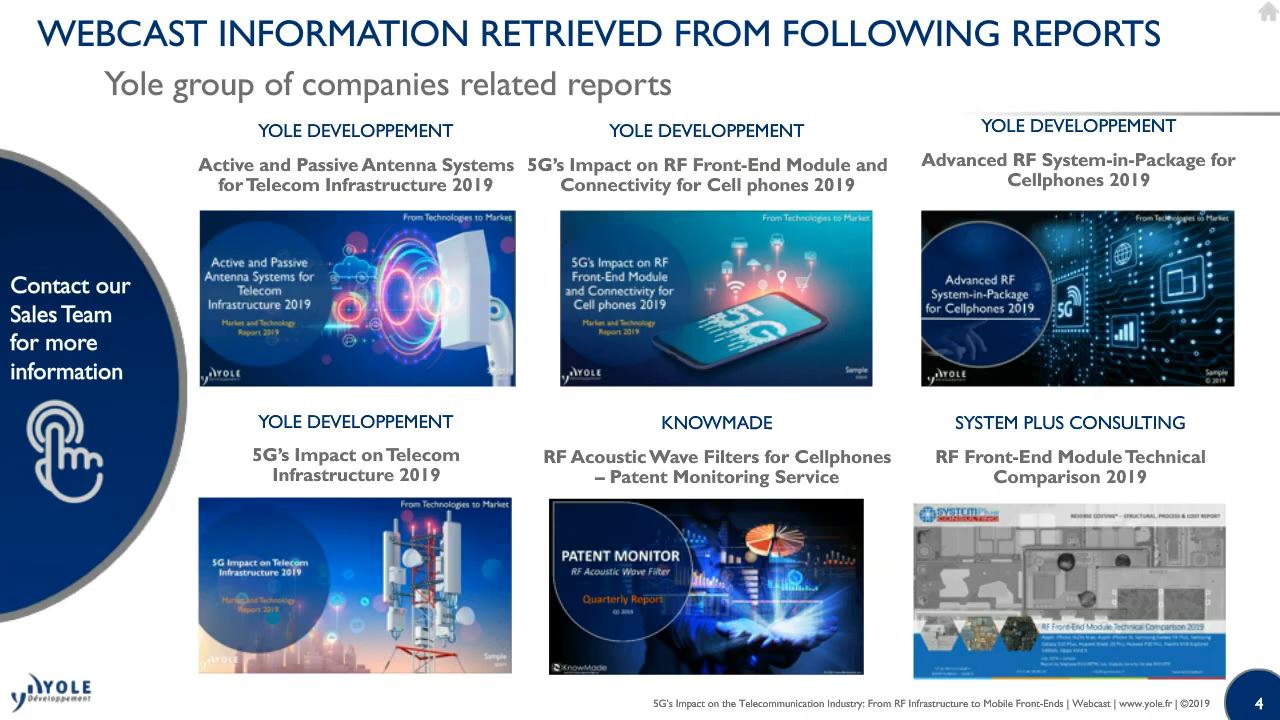 WEBCAST INFORMATION RETRIEVED FROM FOLLOWING REPORTS
Yole group of companies related reports
Contact our
Sales Team
for more
information
YOLE DEVELOPPEMENT
Active and Passive Antenna Systems
for Telecom Infrastructure 2019
From Technologies to Market
Active and Passive
Antenna Systems for
Telecom
Infrastructure 2019
Market and Technology
Report 2019
YOLE
YOLE DEVELOPPEMENT
5G's Impact on RF Front-End Module and
Connectivity for Cell phones 2019
From Technologies to Market
5G's Impact on RF
Front-End Module
and Connectivity for
Cell phones 2019
Market and Technology
Report 2019
5G
YOLE
Sample
YOLE DEVELOPPEMENT
Advanced RF System-in-Package for
Cellphones 2019
From Technologies to Market
Advanced RF
System-in-Package
for Cellphones 2019
5G
YOLE
Sample
© 2019
YOLE DEVELOPPEMENT
5G's Impact on Telecom
Infrastructure 2019
From Technologies to Market
5G Impact on Telecom
Infrastructure 2019
Market and Technology
Report 2019
YOLE
Sample
KNOWMADE
RF Acoustic Wave Filters for Cellphones
– Patent Monitoring Service
PATENT MONITOR
RF Acoustic Wave Filter
Quarterly Report
KnowMade
SYSTEM PLUS CONSULTING
RF Front-End Module Technical
Comparison 2019
SYSTEM Plus
CONSULTING
REVERSE COSTING® – STRUCTURAL, PROCESS & COST REPORT
RF Front-End Module Technical Comparison 2019
YOLE
Développement
5G's Impact on the Telecommunication Industry: From RF Infrastructure to Mobile Front-Ends | Webcast | www.yole.fr | ©2019
4